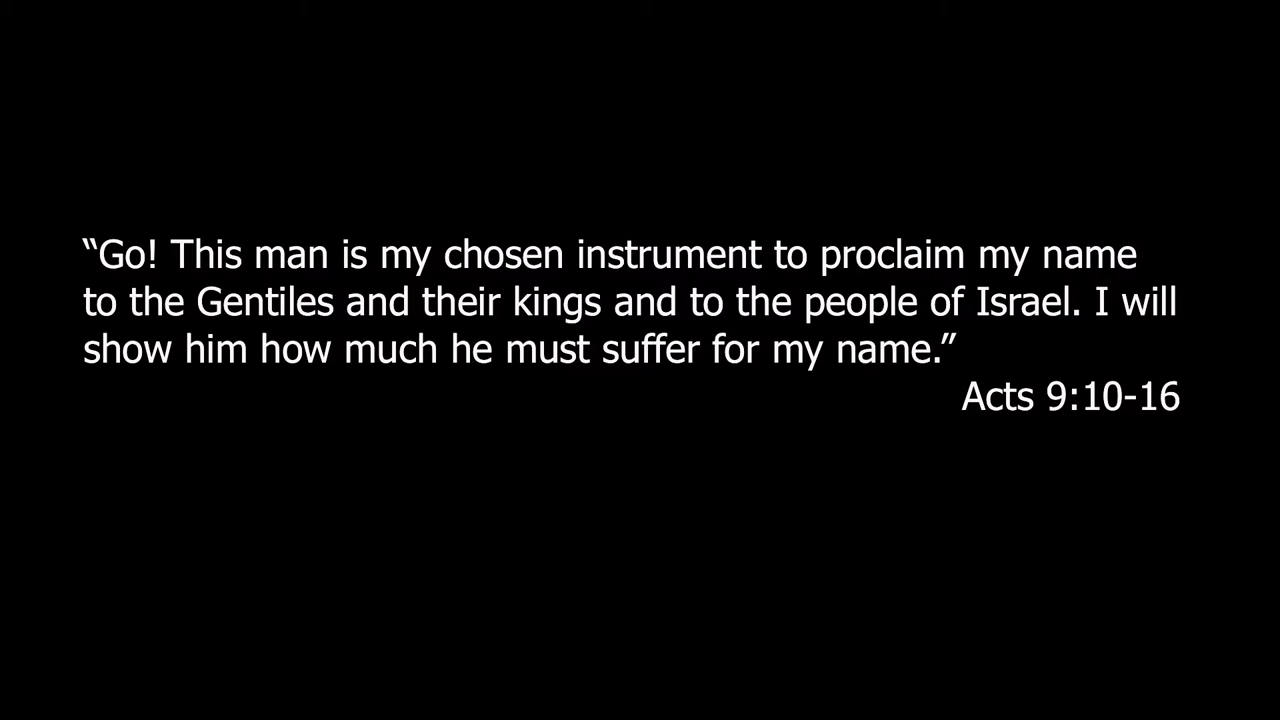 “Go! This man is my chosen instrument to proclaim my name
to the Gentiles and their kings and to the people of Israel. I will
show him how much he must suffer for my name.”
Acts 9:10-16